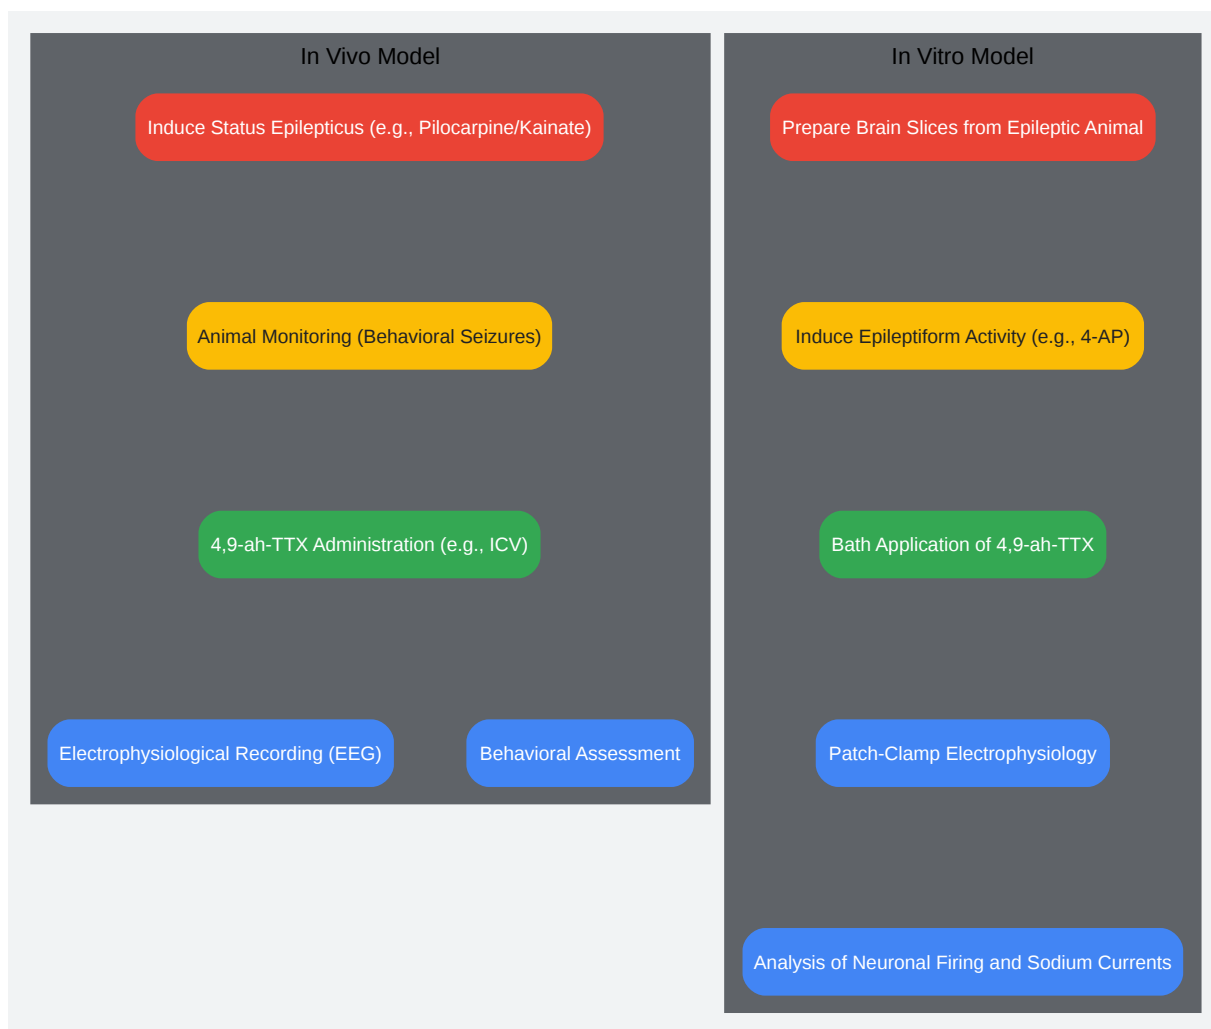 In Vivo Model
Induce Status Epilepticus (e.g., Pilocarpine/Kainate)
Animal Monitoring (Behavioral Seizures)
4,9-ah-TTX Administration (e.g., ICV)
Electrophysiological Recording (EEG)
Behavioral Assessment
In Vitro Model
Prepare Brain Slices from Epileptic Animal
Induce Epileptiform Activity (e.g., 4-AP)
Bath Application of 4,9-ah-TTX
Patch-Clamp Electrophysiology
Analysis of Neuronal Firing and Sodium Currents